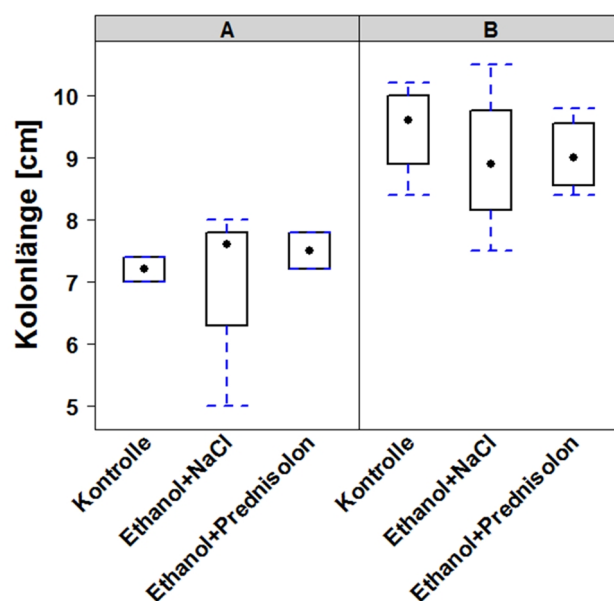 A
B
Kolonlänge [cm]
10
9
8
7
6
5
Kontrolle
Ethanol+NaCl
Ethanol+Prednisolon
Kontrolle
Ethanol+NaCl
Ethanol+Prednisolon